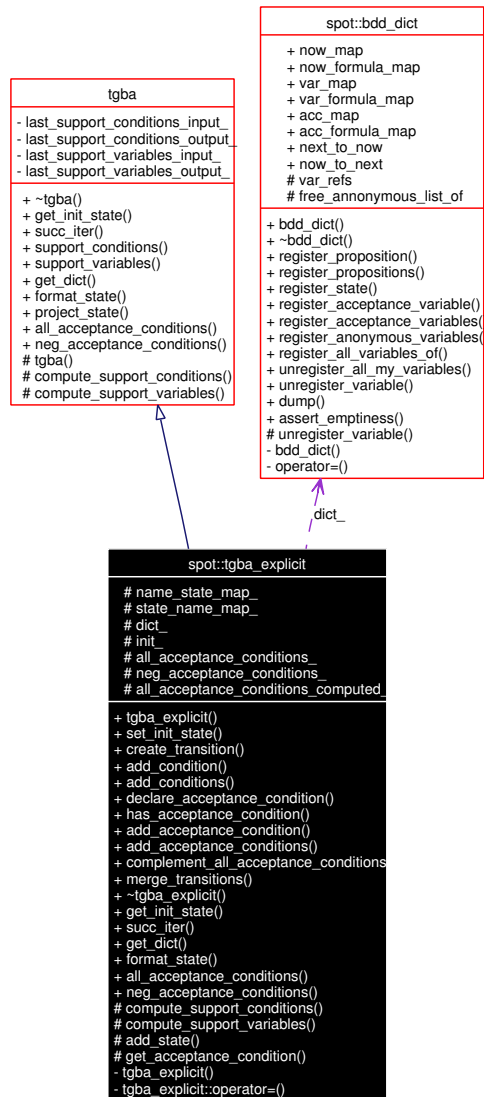 spot::bdd_dict
+ now_map
+ now_formula_map
+ var_map
+ var_formula_map
+ acc_map
+ acc_formula_map
+ next_to_now
+ now_to_next
# var_refs
# free_annonymous_list_of
+ bdd_dict()
+ ~bdd_dict()
+ register_proposition()
+ register_propositions()
+ register_state()
+ register_acceptance_variable()
+ register_acceptance_variables(
+ register_anonymous_variables(
+ register_all_variables_of()
+ unregister_all_my_variables()
+ unregister_variable()
+ dump()
+ assert_emptiness()
# unregister_variable()
- bdd_dict()
- operator=()
tgba
- last_support_conditions_input_
- last_support_conditions_output_
- last_support_variables_input_
- last_support_variables_output_
+ ~tgba()
+ get_init_state()
+ succ_iter()
+ support_conditions()
+ support_variables()
+ get_dict()
+ format_state()
+ project_state()
+ all_acceptance_conditions()
+ neg_acceptance_conditions()
# tgba()
# compute_support_conditions()
# compute_support_variables()
dict_
spot::tgba_explicit
# name_state_map_
# state_name_map_
# dict_
# init_
# all_acceptance_conditions_
# neg_acceptance_conditions_
# all_acceptance_conditions_computed_
+ tgba_explicit()
+ set_init_state()
+ create_transition()
+ add_condition()
+ add_conditions()
+ declare_acceptance_condition()
+ has_acceptance_condition()
+ add_acceptance_condition()
+ add_acceptance_conditions()
+ complement_all_acceptance_conditions
+ merge_transitions()
+ ~tgba_explicit()
+ get_init_state()
+ succ_iter()
+ get_dict()
+ format_state()
+ all_acceptance_conditions()
+ neg_acceptance_conditions()
# compute_support_conditions()
# compute_support_variables()
# add_state()
# get_acceptance_condition()
- tgba_explicit()
- tgba_explicit::operator=()